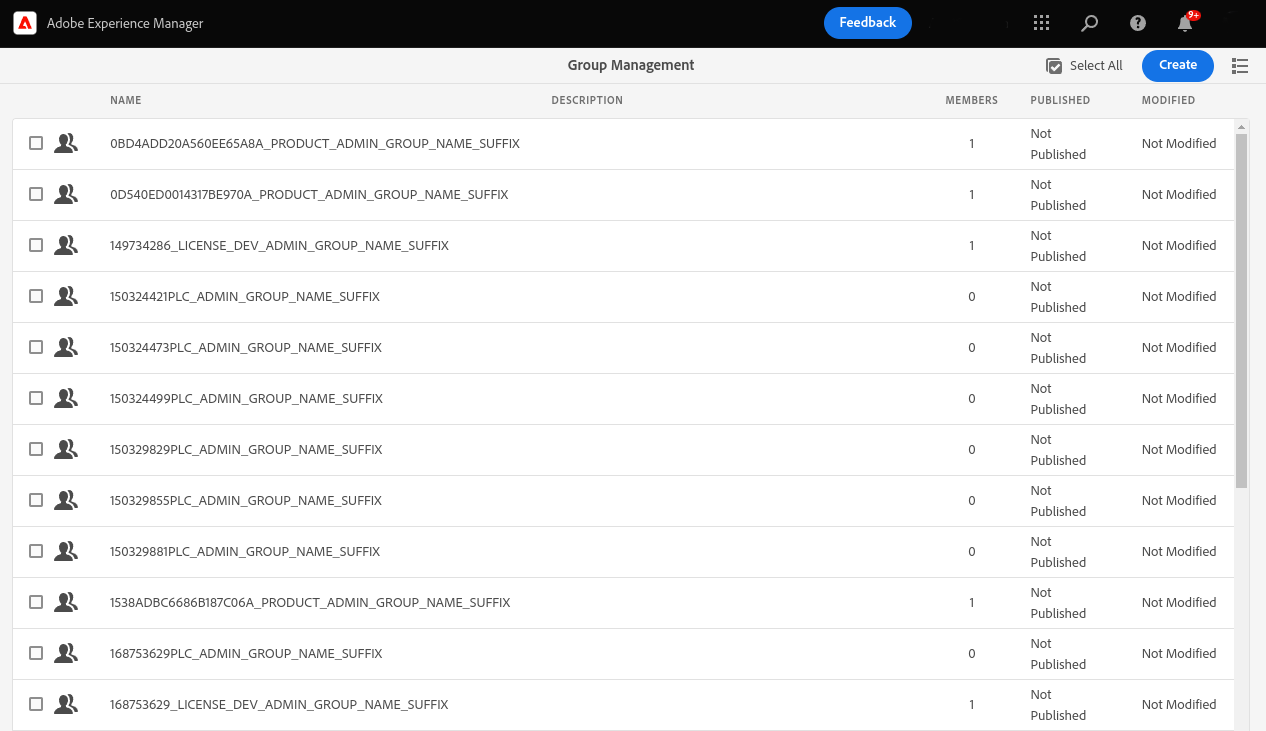 Adobe Experience Manager
Feedback
9+
Group Management
Select All
Create
NAME DESCRIPTION MEMBERS PUBLISHED MODIFIED
0BD4ADD20A560EE65A8A_PRODUCT_ADMIN_GROUP_NAME_SUFFIX 1 Not Published Not Modified
0D540ED0014317BE970A_PRODUCT_ADMIN_GROUP_NAME_SUFFIX 1 Not Published Not Modified
149734286_LICENSE_DEV_ADMIN_GROUP_NAME_SUFFIX 1 Not Published Not Modified
150324421PLC_ADMIN_GROUP_NAME_SUFFIX 0 Not Published Not Modified
150324473PLC_ADMIN_GROUP_NAME_SUFFIX 0 Not Published Not Modified
150324499PLC_ADMIN_GROUP_NAME_SUFFIX 0 Not Published Not Modified
150329829PLC_ADMIN_GROUP_NAME_SUFFIX 0 Not Published Not Modified
150329855PLC_ADMIN_GROUP_NAME_SUFFIX 0 Not Published Not Modified
150329881PLC_ADMIN_GROUP_NAME_SUFFIX 0 Not Published Not Modified
1538ADBC6686B187C06A_PRODUCT_ADMIN_GROUP_NAME_SUFFIX 1 Not Published Not Modified
168753629PLC_ADMIN_GROUP_NAME_SUFFIX 0 Not Published Not Modified
168753629_LICENSE_DEV_ADMIN_GROUP_NAME_SUFFIX 1 Not Published Not Modified